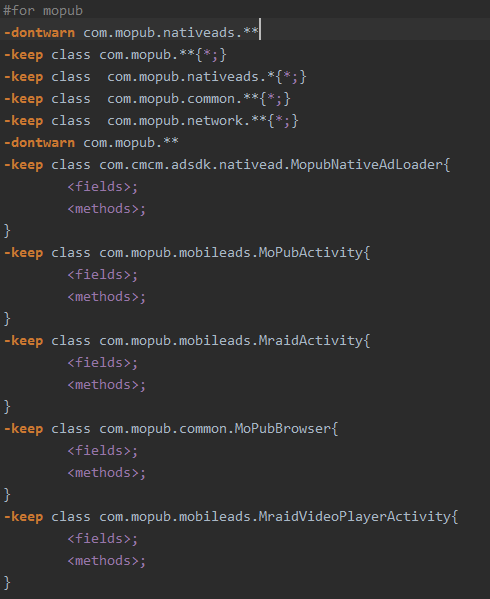 #for mopub
-dontwarn com.mopub.nativeads.**
-keep class com.mopub.**{*;}
-keep class  com.mopub.nativeads.*{*;}
-keep class  com.mopub.common.**{*;}
-keep class  com.mopub.network.**{*;}
-dontwarn com.mopub.**
-keep class com.cmcm.adsdk.nativead.MopubNativeAdLoader{
        <fields>;
        <methods>;
}
-keep class com.mopub.mobileads.MoPubActivity{
        <fields>;
        <methods>;
}
-keep class com.mopub.mobileads.MraidActivity{
        <fields>;
        <methods>;
}
-keep class com.mopub.common.MoPubBrowser{
        <fields>;
        <methods>;
}
-keep class com.mopub.mobileads.MraidVideoPlayerActivity{
        <fields>;
        <methods>;
}